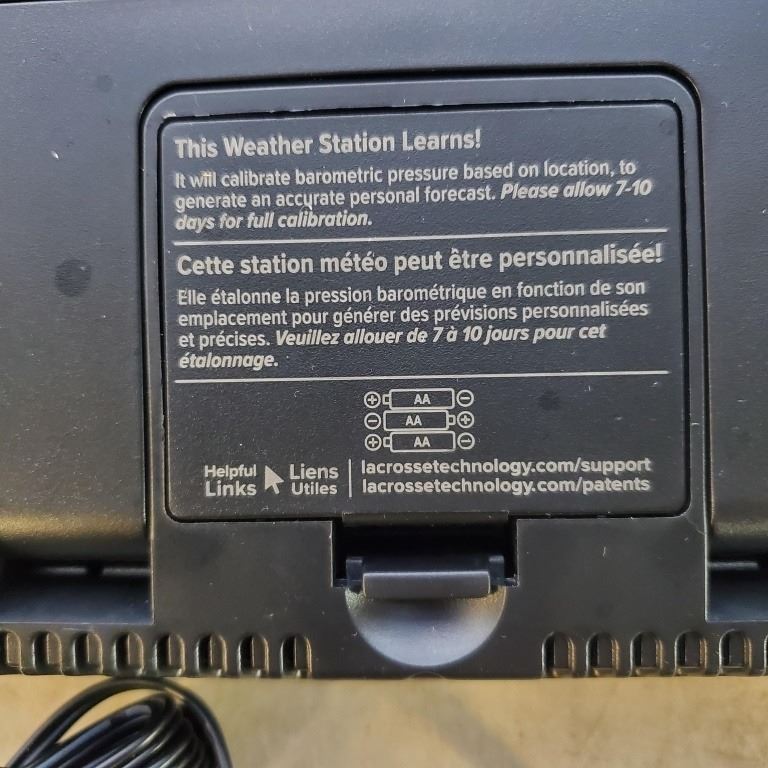 This Weather Station Learns!
It will calibrate barometric pressure based on location, to
generate an accurate personal forecast. Please allow 7-10
days for full calibration.
Cette station météo peut être personnalisée!
Elle étalonne la pression barométrique en fonction de son
emplacement pour générer des prévisions personnalisées
et précises. Veuillez allouer de 7 à 10 jours pour cet
étalonnage.
+ AA -
- AA +
+ AA -
Helpful Liens lacrossetechnology.com/support
Links Utiles lacrossetechnology.com/patents